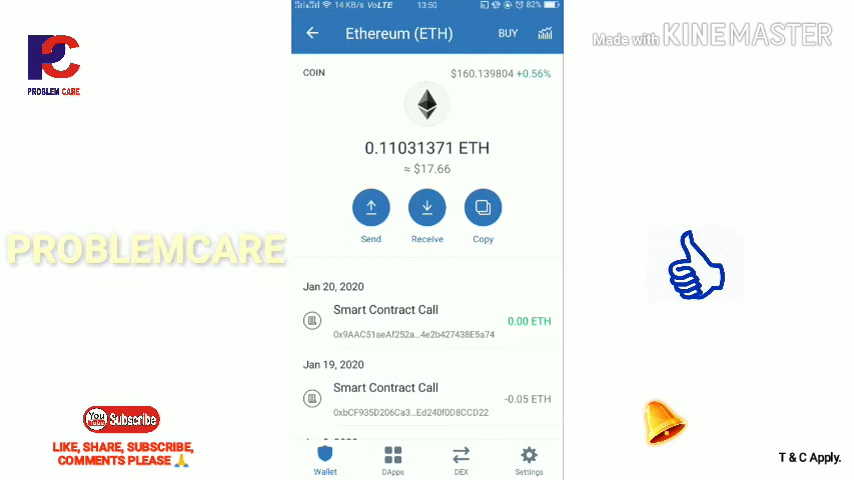 14 KB/s VoLTE 13:50 82%
Ethereum (ETH) BUY
COIN $160.139804 +0.56%
0.11031371 ETH
≈ $17.66
Send Receive Copy
Jan 20, 2020
Smart Contract Call
0.00 ETH
0x9AAC51aeAf252a...4e2b427438E5a74
Jan 19, 2020
Smart Contract Call
-0.05 ETH
0xbCF935D206Ca3...Ed240f0D8CCD22
Wallet DApps DEX Settings
PC
PROBLEM CARE
PROBLEMCARE
You Subscribe
LIKE, SHARE, SUBSCRIBE,
COMMENTS PLEASE 🙏
Made with KINEMASTER
T & C Apply.